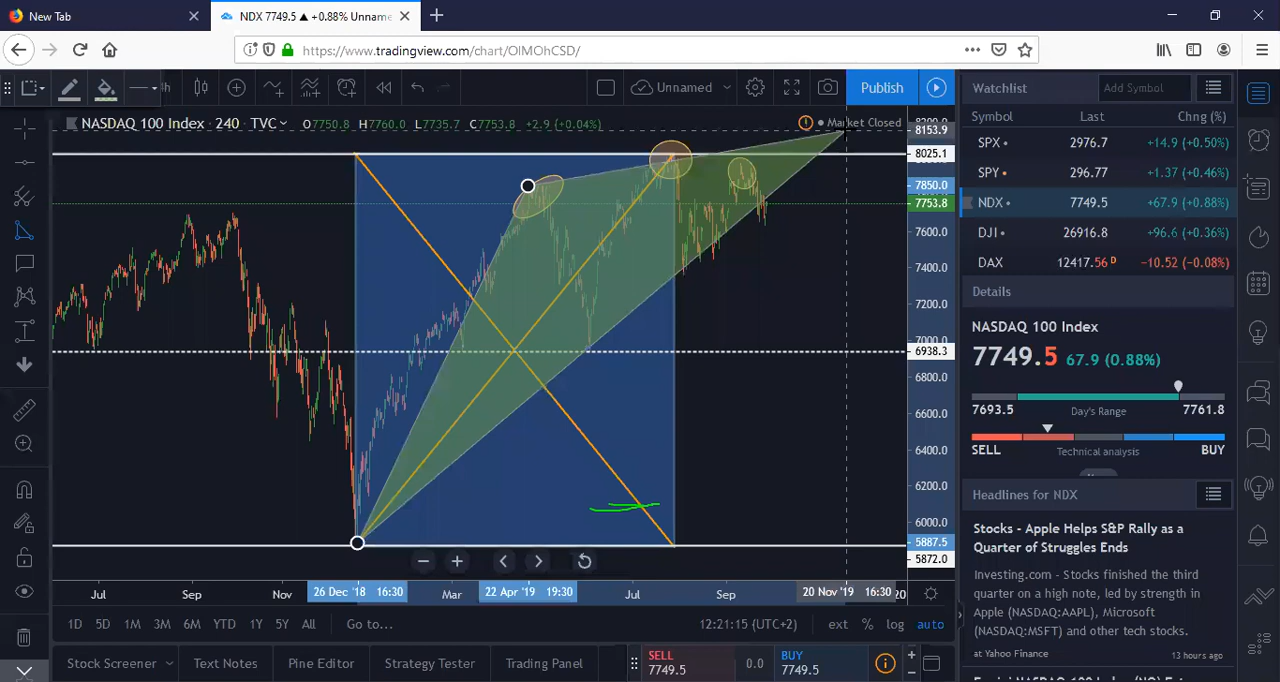 New Tab
NDX 7749.5 ▲ +0.88% Unname
https://www.tradingview.com/chart/OIMOhCSD/
Unnamed
Publish
NASDAQ 100 Index · 240 · TVC
O7750.8 H7760.0 L7735.7 C7753.8 +2.9 (+0.04%)
Market Closed
8153.9
8025.1
7850.0
7753.8
7600.0
7400.0
7200.0
7000.0
6938.3
6800.0
6600.0
6400.0
6200.0
6000.0
5887.5
5872.0
Jul Sep Nov 26 Dec '18 16:30 Mar 22 Apr '19 19:30 Jul Sep 20 Nov '19 16:30 20
1D 5D 1M 3M 6M YTD 1Y 5Y All Go to... 12:21:15 (UTC+2) ext % log auto
Stock Screener Text Notes Pine Editor Strategy Tester Trading Panel
SELL 7749.5 0.0 BUY 7749.5
Watchlist Add Symbol
Symbol Last Chng (%)
SPX 2976.7 +14.9 (+0.50%)
SPY 296.77 +1.37 (+0.46%)
NDX 7749.5 +67.9 (+0.88%)
DJI 26916.8 +96.6 (+0.36%)
DAX 12417.56 D −10.52 (−0.08%)
Details
NASDAQ 100 Index
7749.5 67.9 (0.88%)
7693.5 Day's Range 7761.8
SELL Technical analysis BUY
Headlines for NDX
Stocks - Apple Helps S&P Rally as a
Quarter of Struggles Ends
Investing.com - Stocks finished the third
quarter on a high note, led by strength in
Apple (NASDAQ:AAPL), Microsoft
(NASDAQ:MSFT) and other tech stocks.
at Yahoo Finance 13 hours ago